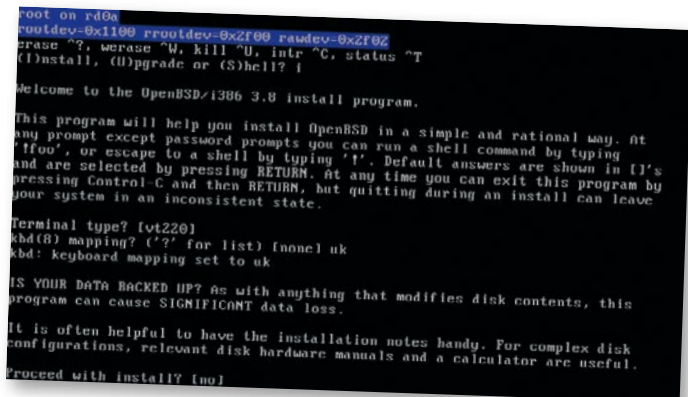 root on rd0a
rootdev=0x1100 rrootdev=0x2f00 rawdev=0x2f02
erase ^?, werase ^W, kill ^U, intr ^C, status ^T
(I)nstall, (U)pgrade or (S)hell? i
Welcome to the OpenBSD/i386 3.8 install program.
This program will help you install OpenBSD in a simple and rational way. At
any prompt except password prompts you can run a shell command by typing
'!foo', or escape to a shell by typing '!'. Default answers are shown in []'s
and are selected by pressing RETURN. At any time you can exit this program by
pressing Control-C and then RETURN, but quitting during an install can leave
your system in an inconsistent state.
Terminal type? [vt220]
kbd(8) mapping? ('?' for list) [none] uk
kbd: keyboard mapping set to uk
IS YOUR DATA BACKED UP? As with anything that modifies disk contents, this
program can cause SIGNIFICANT data loss.
It is often helpful to have the installation notes handy. For complex disk
configurations, relevant disk hardware manuals and a calculator are useful.
Proceed with install? [no]